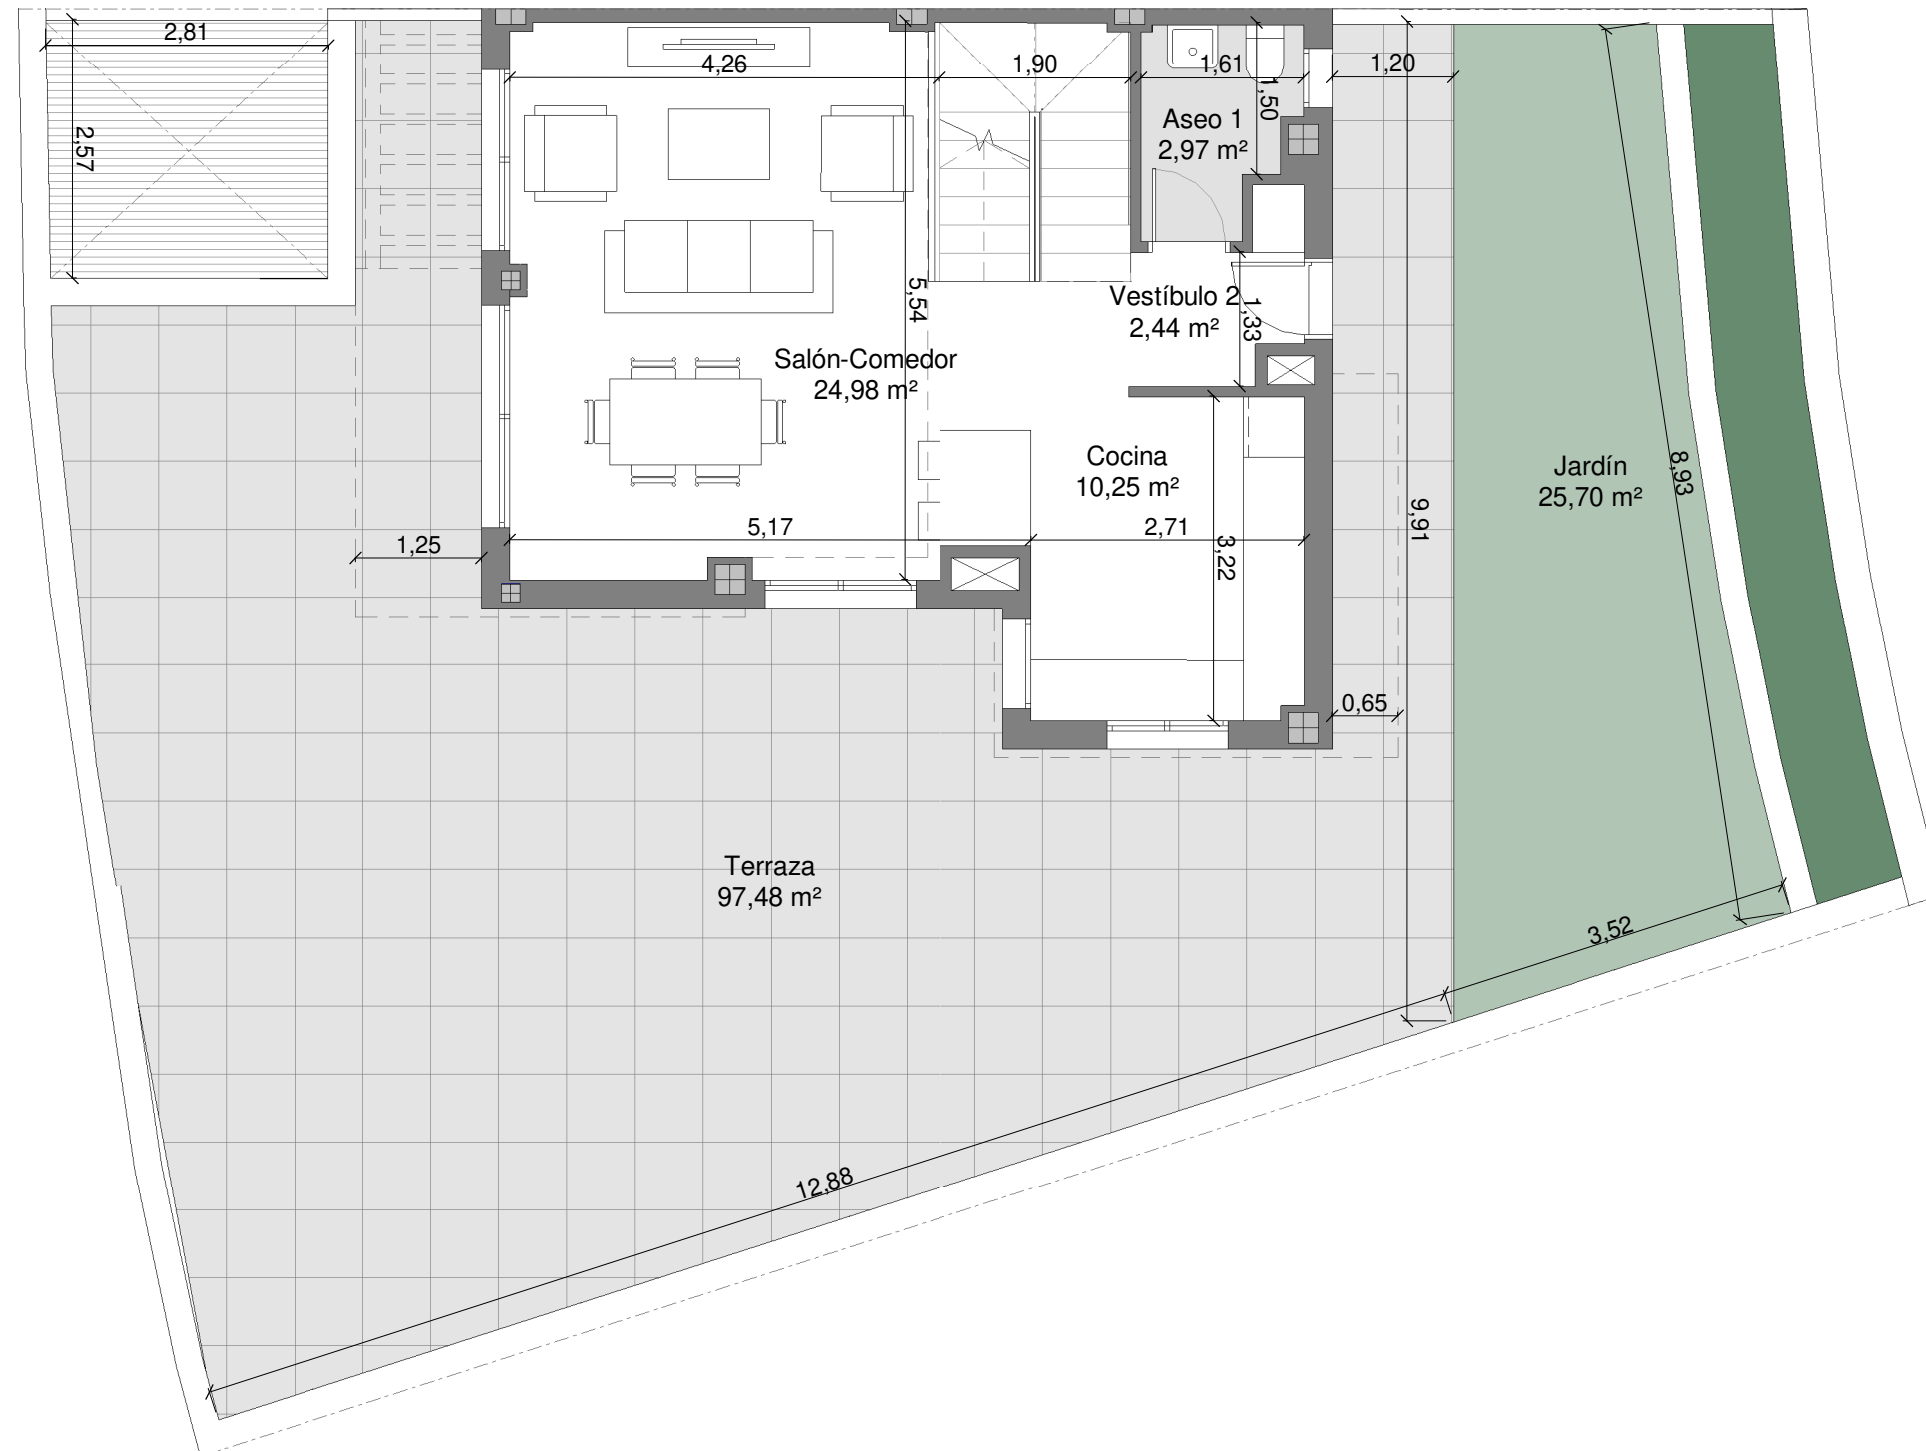 2,81
2,57
4,26
1,90
1,61
1,50
1,20
Aseo 1
2,97 m²
5,54
Vestíbulo 2
2,44 m²
1,33
Salón-Comedor
24,98 m²
Cocina
10,25 m²
Jardín
25,70 m²
8,93
9,91
1,25
5,17
2,71
3,22
0,65
Terraza
97,48 m²
3,52
12,88